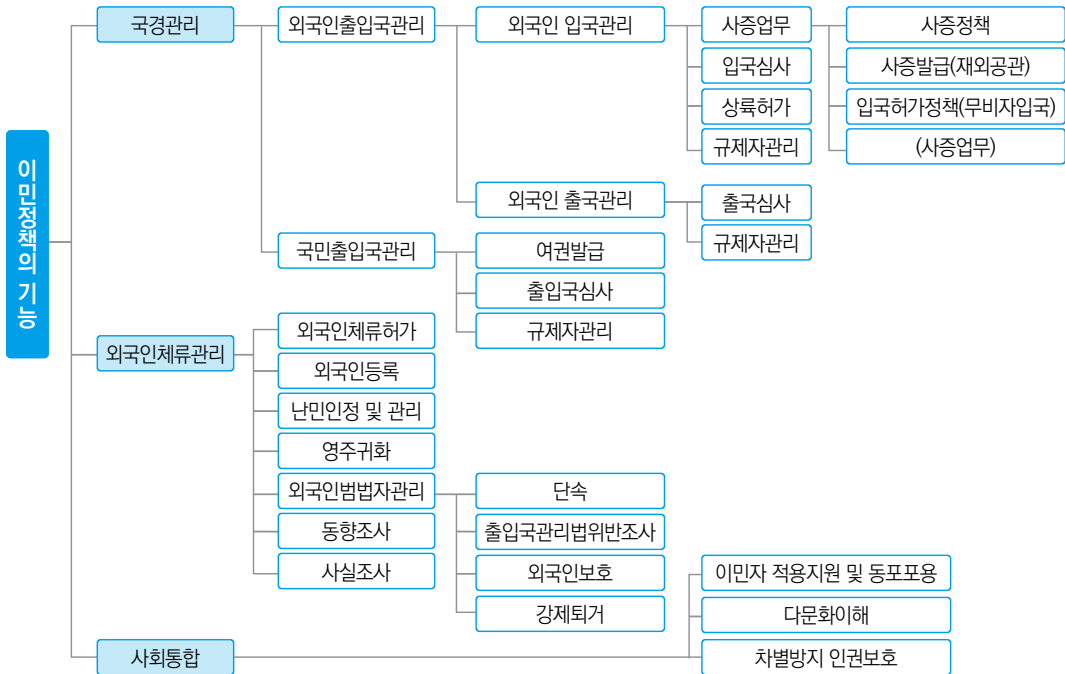 이민정책의 기능
국경관리
외국인출입국관리
외국인 입국관리
사증업무
사증정책
입국심사
사증발급(재외공관)
상륙허가
입국허가정책(무비자입국)
규제자관리
(사증업무)
외국인 출국관리
출국심사
규제자관리
국민출입국관리
여권발급
출입국심사
규제자관리
외국인체류관리
외국인체류허가
외국인등록
난민인정 및 관리
영주귀화
외국인범법자관리
단속
출입국관리법위반조사
외국인보호
강제퇴거
동향조사
사실조사
사회통합
이민자 적용지원 및 동포포용
다문화이해
차별방지 인권보호